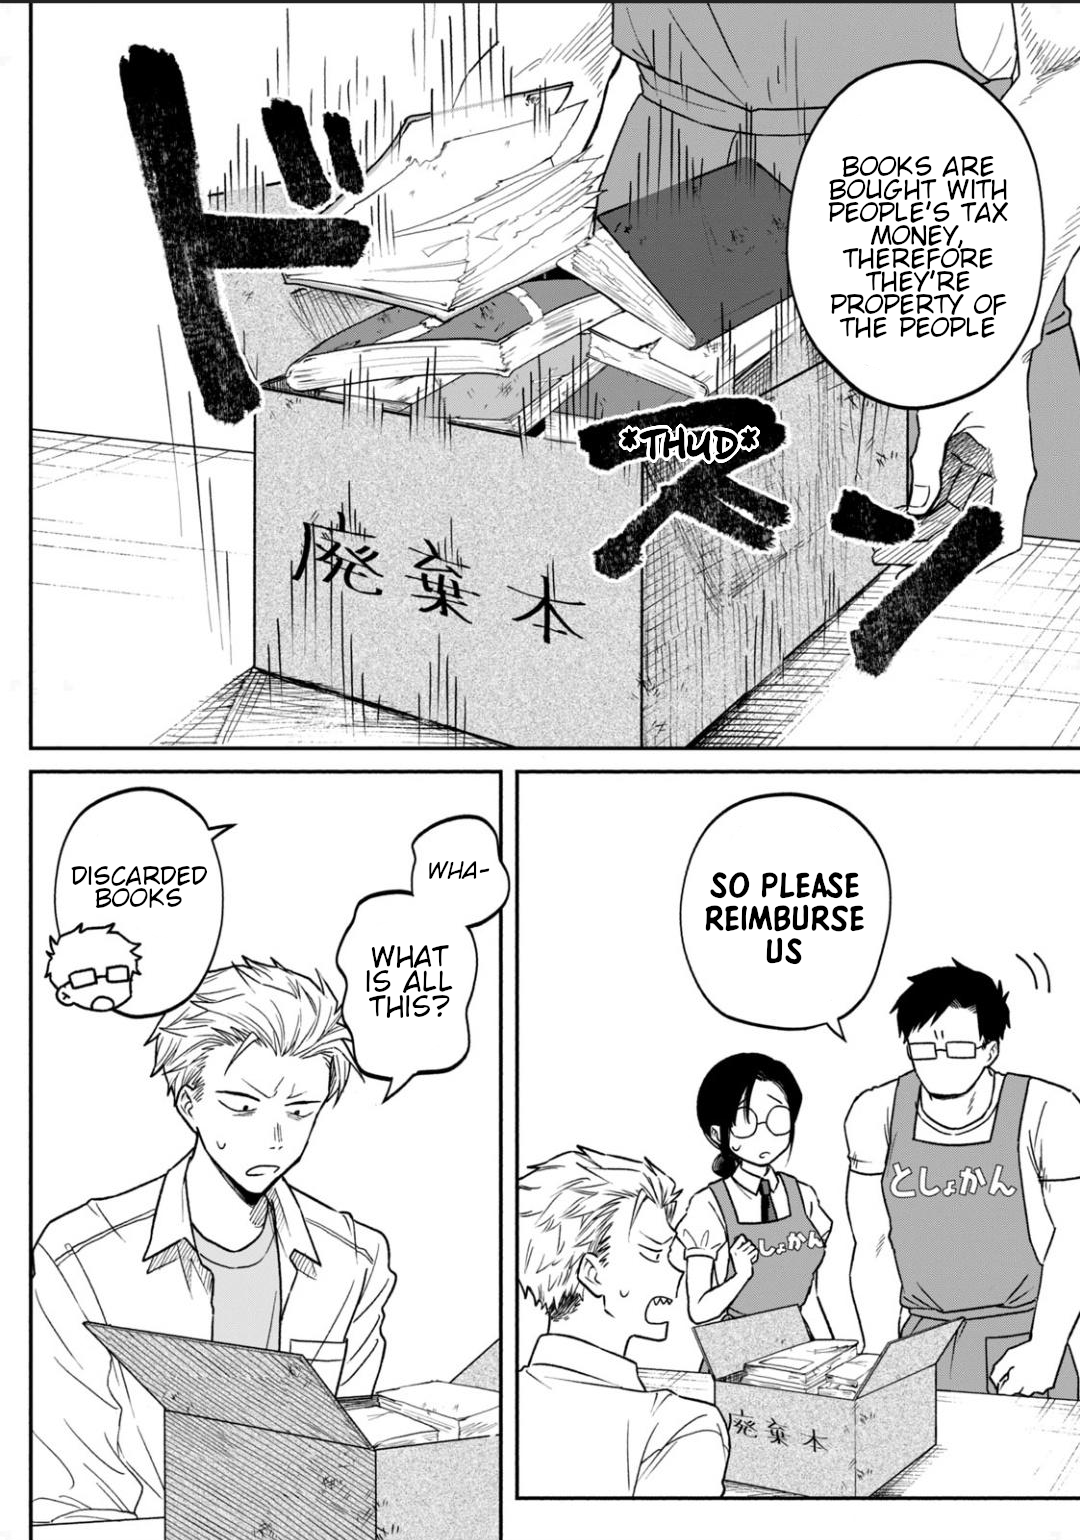 BOOKS ARE
BOUGHT WITH
PEOPLE'S TAX
MONEY,
THEREFORE
THEY'RE
PROPERTY OF
THE PEOPLE
ドズン
*THUD*
廃棄本
SO PLEASE
REIMBURSE
US
としょかん
しょかん
廃棄本
WHA-
WHAT
IS ALL
THIS?
DISCARDED
BOOKS